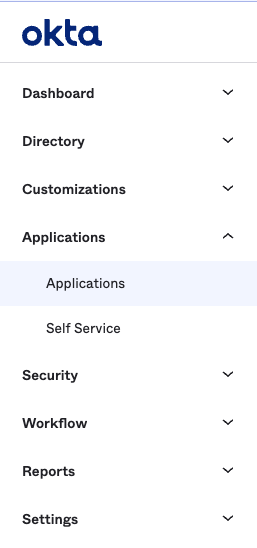 okta
Dashboard
Directory
Customizations
Applications
Applications
Self Service
Security
Workflow
Reports
Settings